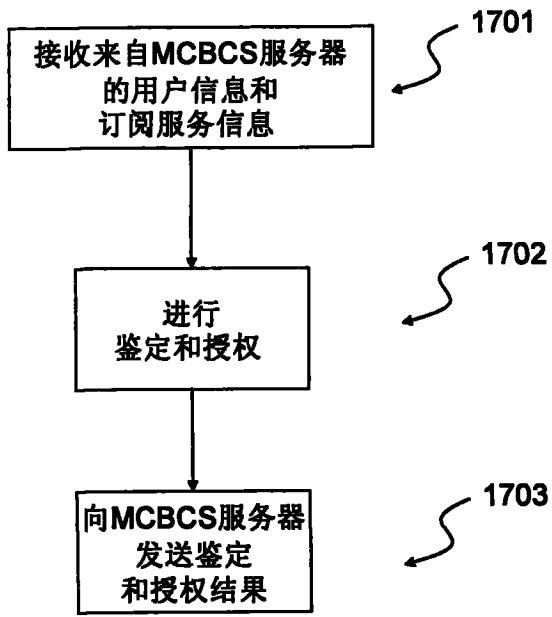 接收来自MCBCS服务器
的用户信息和
订阅服务信息
1701
进行
鉴定和授权
1702
向MCBCS服务器
发送鉴定
和授权结果
1703